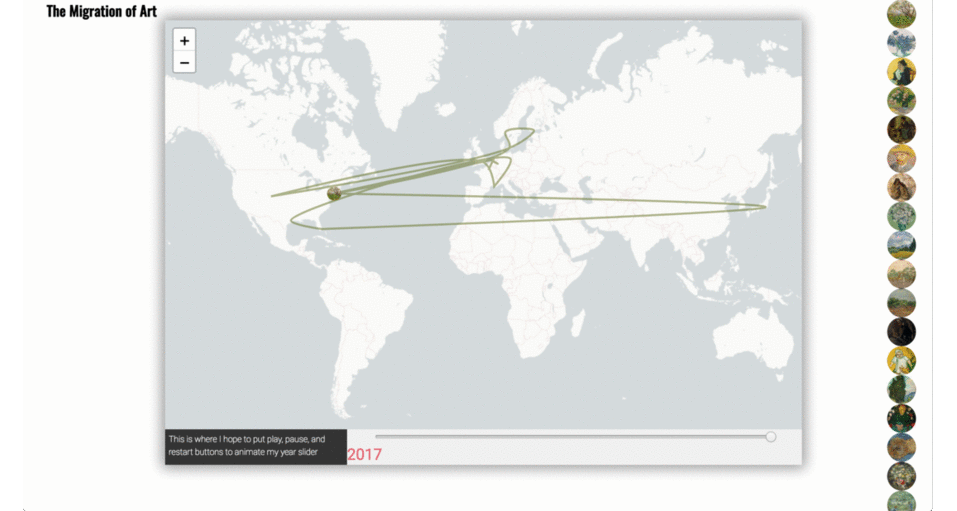 The Migration of Art
+
−
This is where I hope to put play, pause, and
restart buttons to animate my year slider
2017